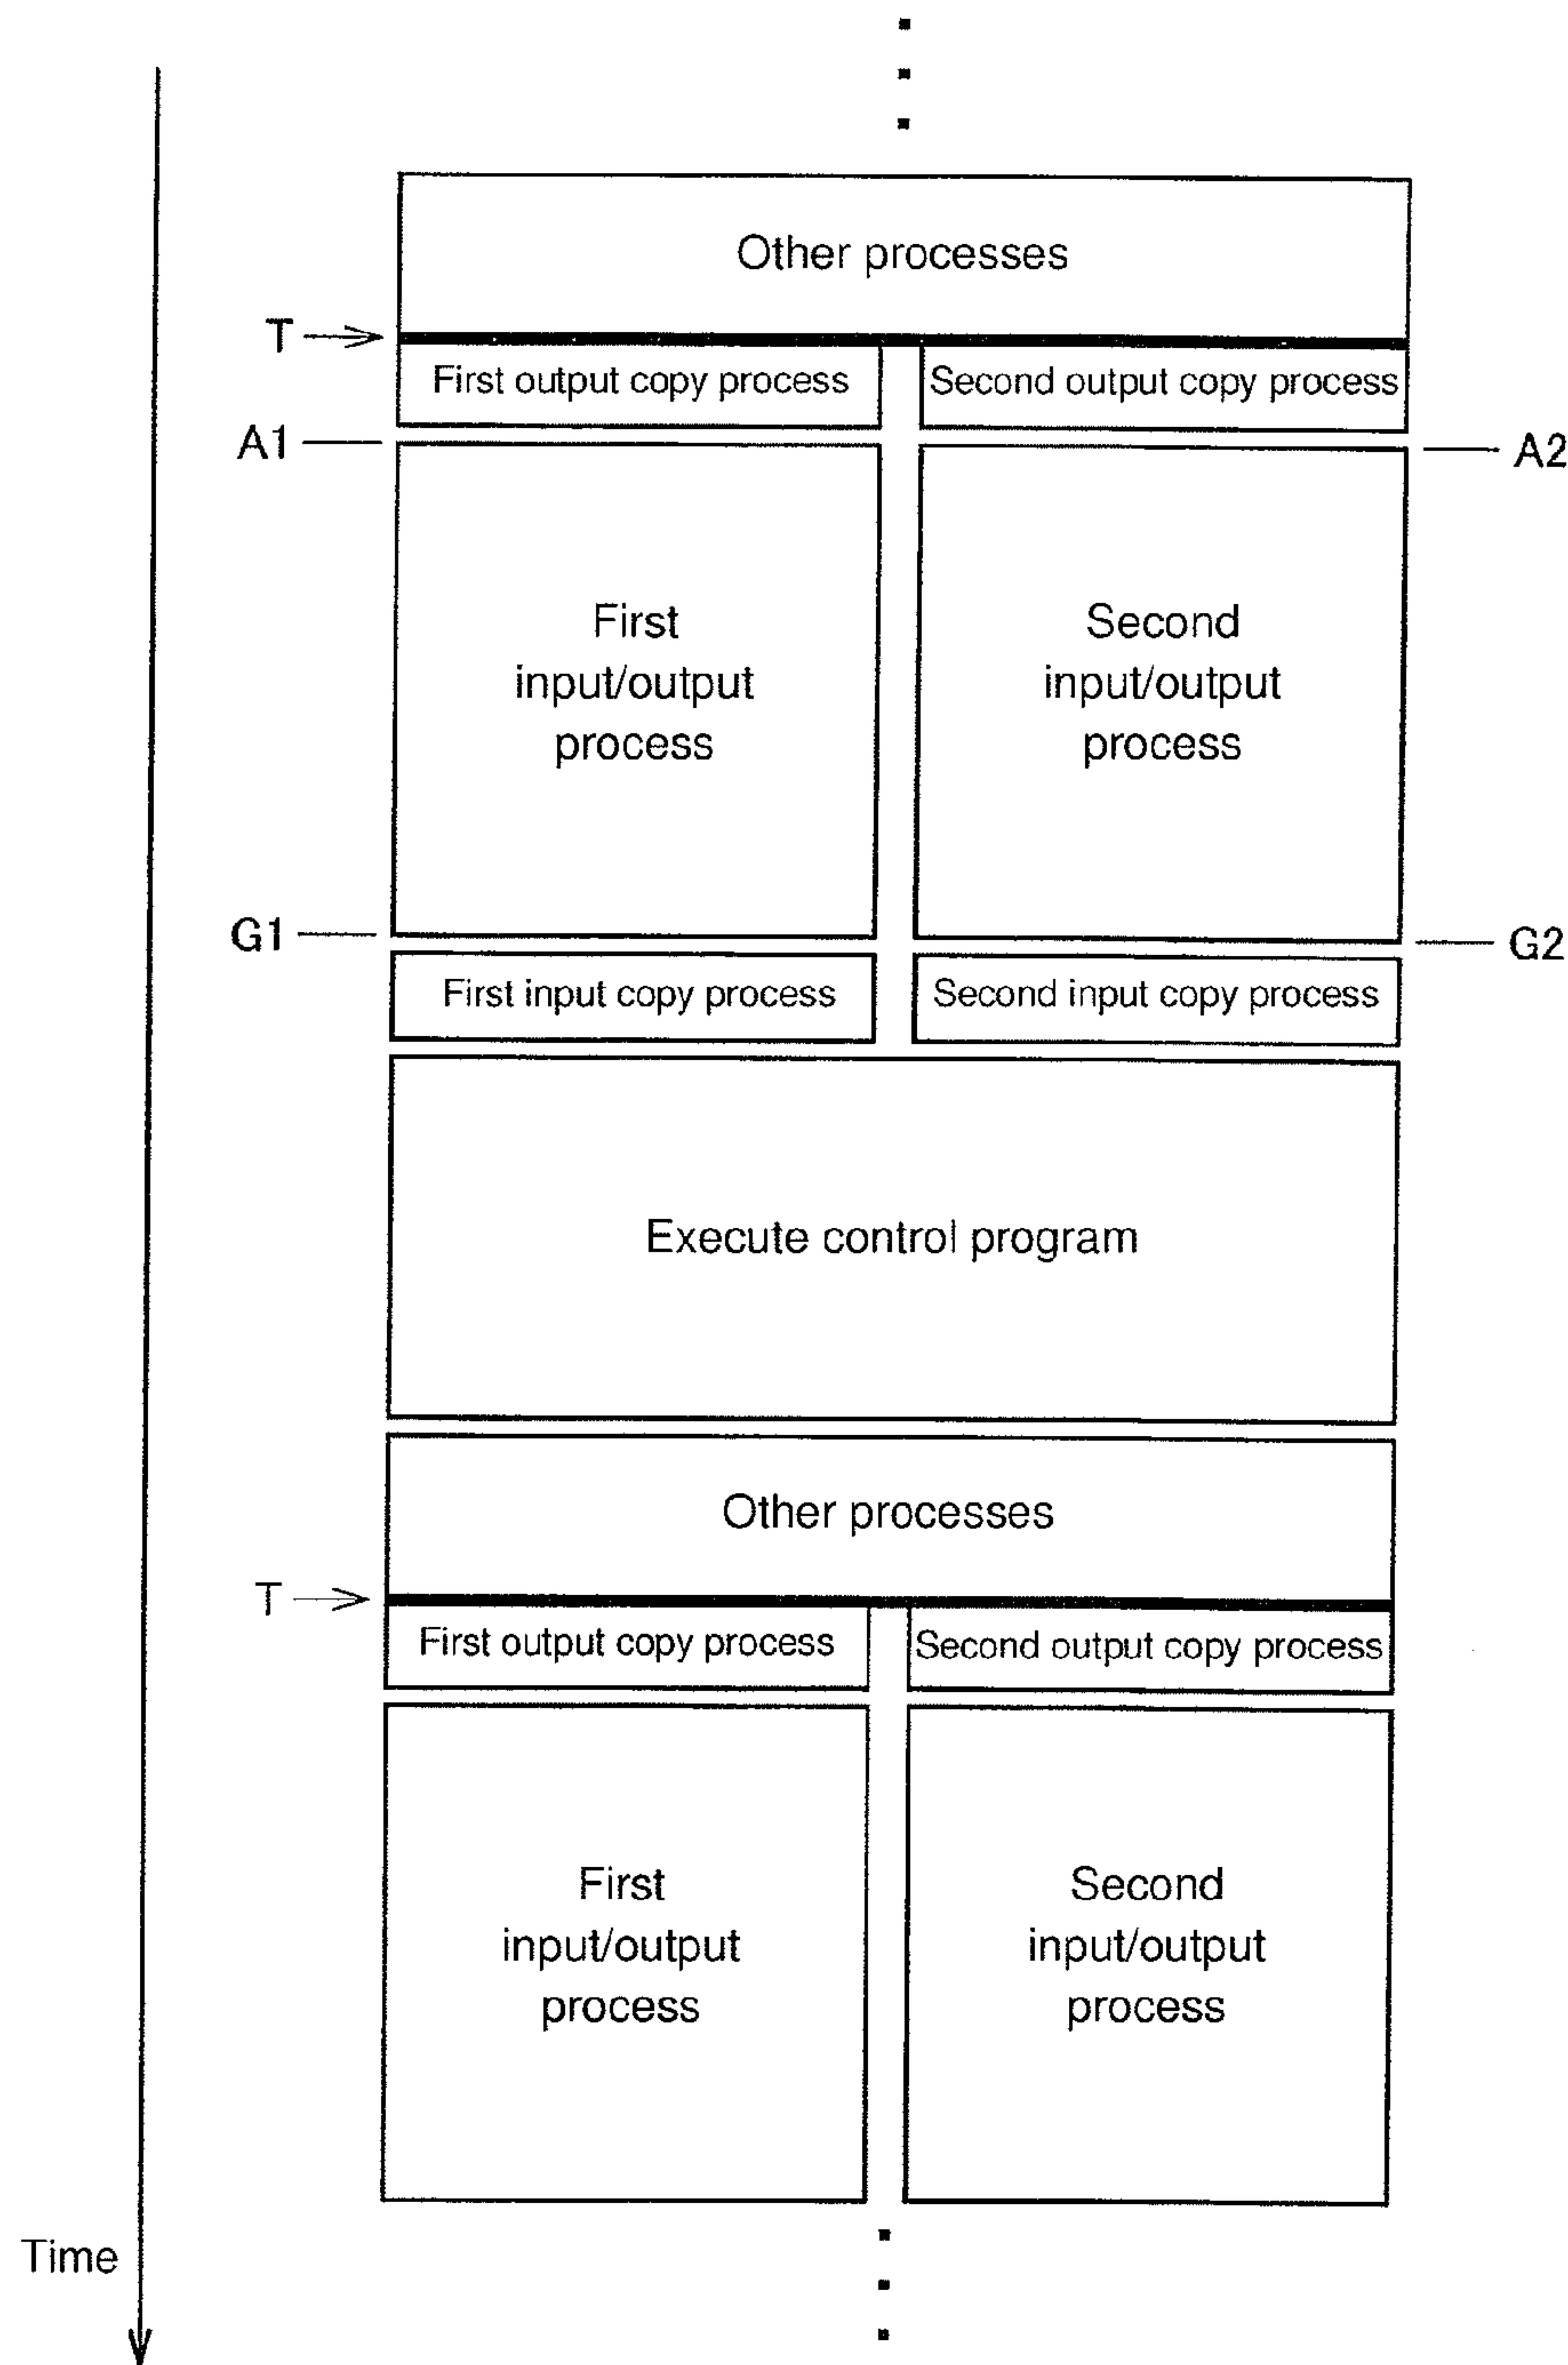 Other processes
T
First output copy process
Second output copy process
A1
A2
First
input/output
process
Second
input/output
process
G1
G2
First input copy process
Second input copy process
Execute control program
Other processes
T
First output copy process
Second output copy process
First
input/output
process
Second
input/output
process
Time